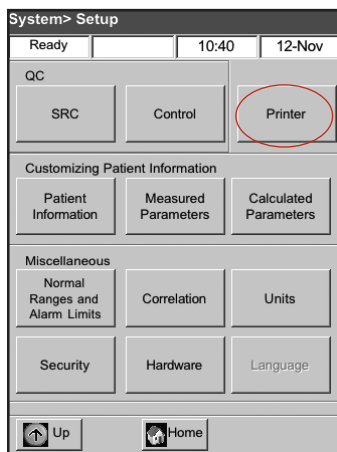 System> Setup
Ready 10:40 12-Nov
QC
SRC Control Printer
Customizing Patient Information
Patient
Information
Measured
Parameters
Calculated
Parameters
Miscellaneous
Normal
Ranges and
Alarm Limits
Correlation
Units
Security Hardware Language
Up Home